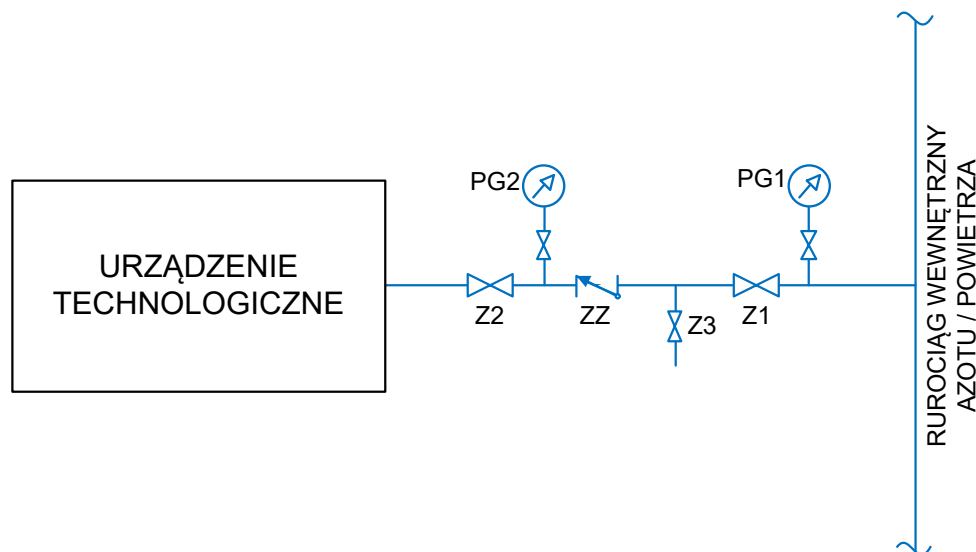 URZĄDZENIE
TECHNOLOGICZNE
PG2
PG1
Z2
ZZ
Z3
Z1
RUROCIĄG WEWNĘTRZNY
AZOTU / POWIETRZA